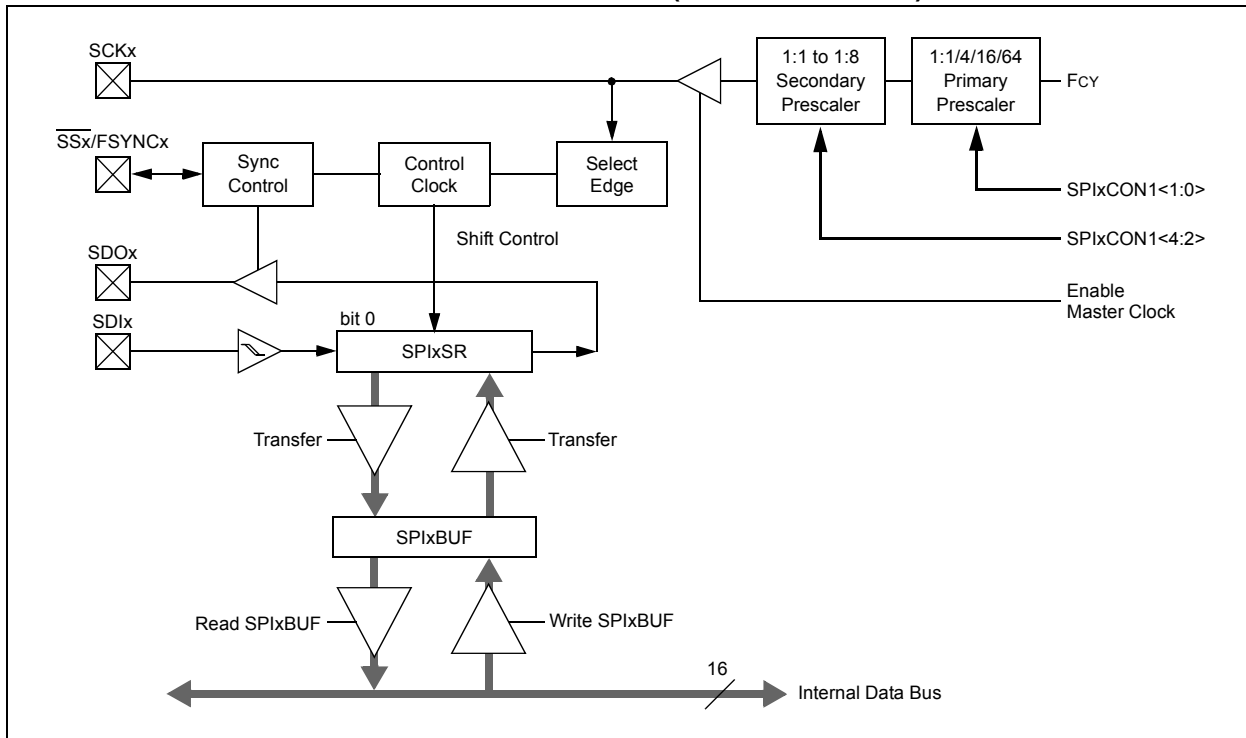 SCKx
1:1 to 1:8
Secondary
Prescaler
1:1/4/16/64
Primary
Prescaler
FCY
SSx/FSYNCx
Sync
Control
Control
Clock
Select
Edge
SPIxCON1<1:0>
Shift Control
SPIxCON1<4:2>
SDOx
Enable
Master Clock
SDIx
bit 0
SPIxSR
Transfer
Transfer
SPIxBUF
Read SPIxBUF
Write SPIxBUF
16
Internal Data Bus